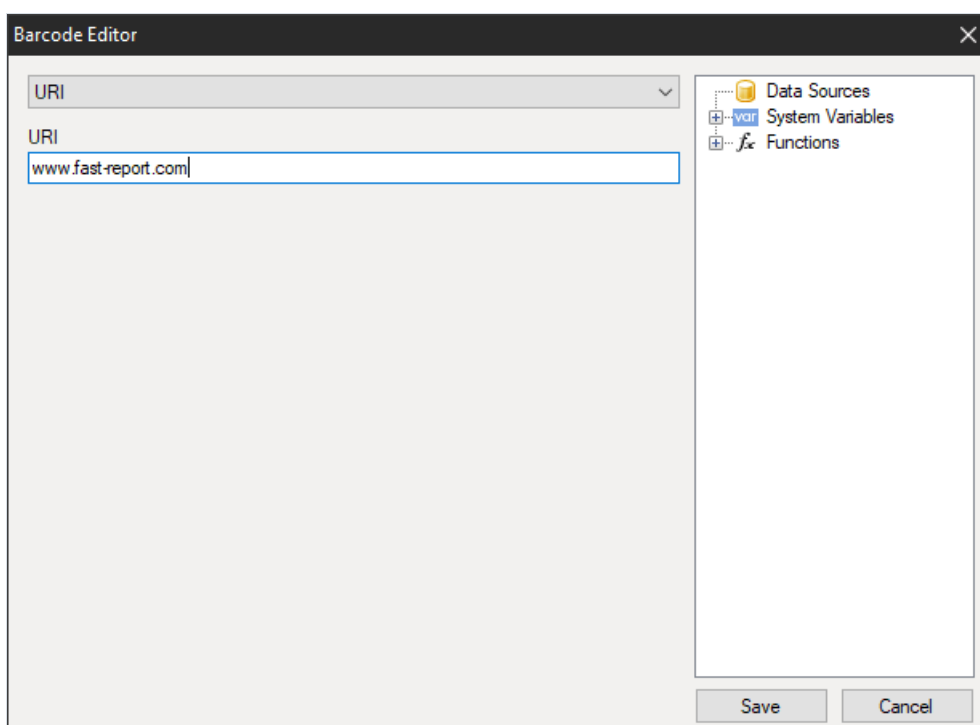 Barcode Editor
URI
URI
www.fast-report.com
Data Sources
var System Variables
fx Functions
Save
Cancel